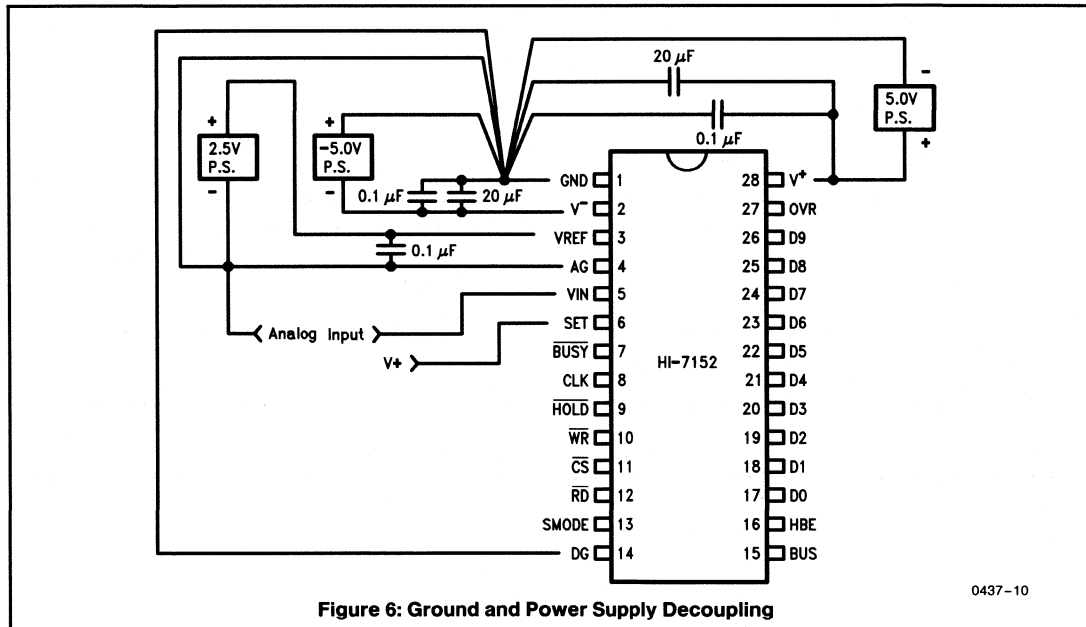 20 µF
-
5.0V
P.S.
+
0.1 µF
+
2.5V
P.S.
-
+
-5.0V
P.S.
-
0.1 µF
20 µF
0.1 µF
Analog Input
V+
HI-7152
GND 1
V- 2
VREF 3
AG 4
VIN 5
SET 6
BUSY 7
CLK 8
HOLD 9
WR 10
CS 11
RD 12
SMODE 13
DG 14
28 V+
27 OVR
26 D9
25 D8
24 D7
23 D6
22 D5
21 D4
20 D3
19 D2
18 D1
17 D0
16 HBE
15 BUS
0437-10
Figure 6: Ground and Power Supply Decoupling